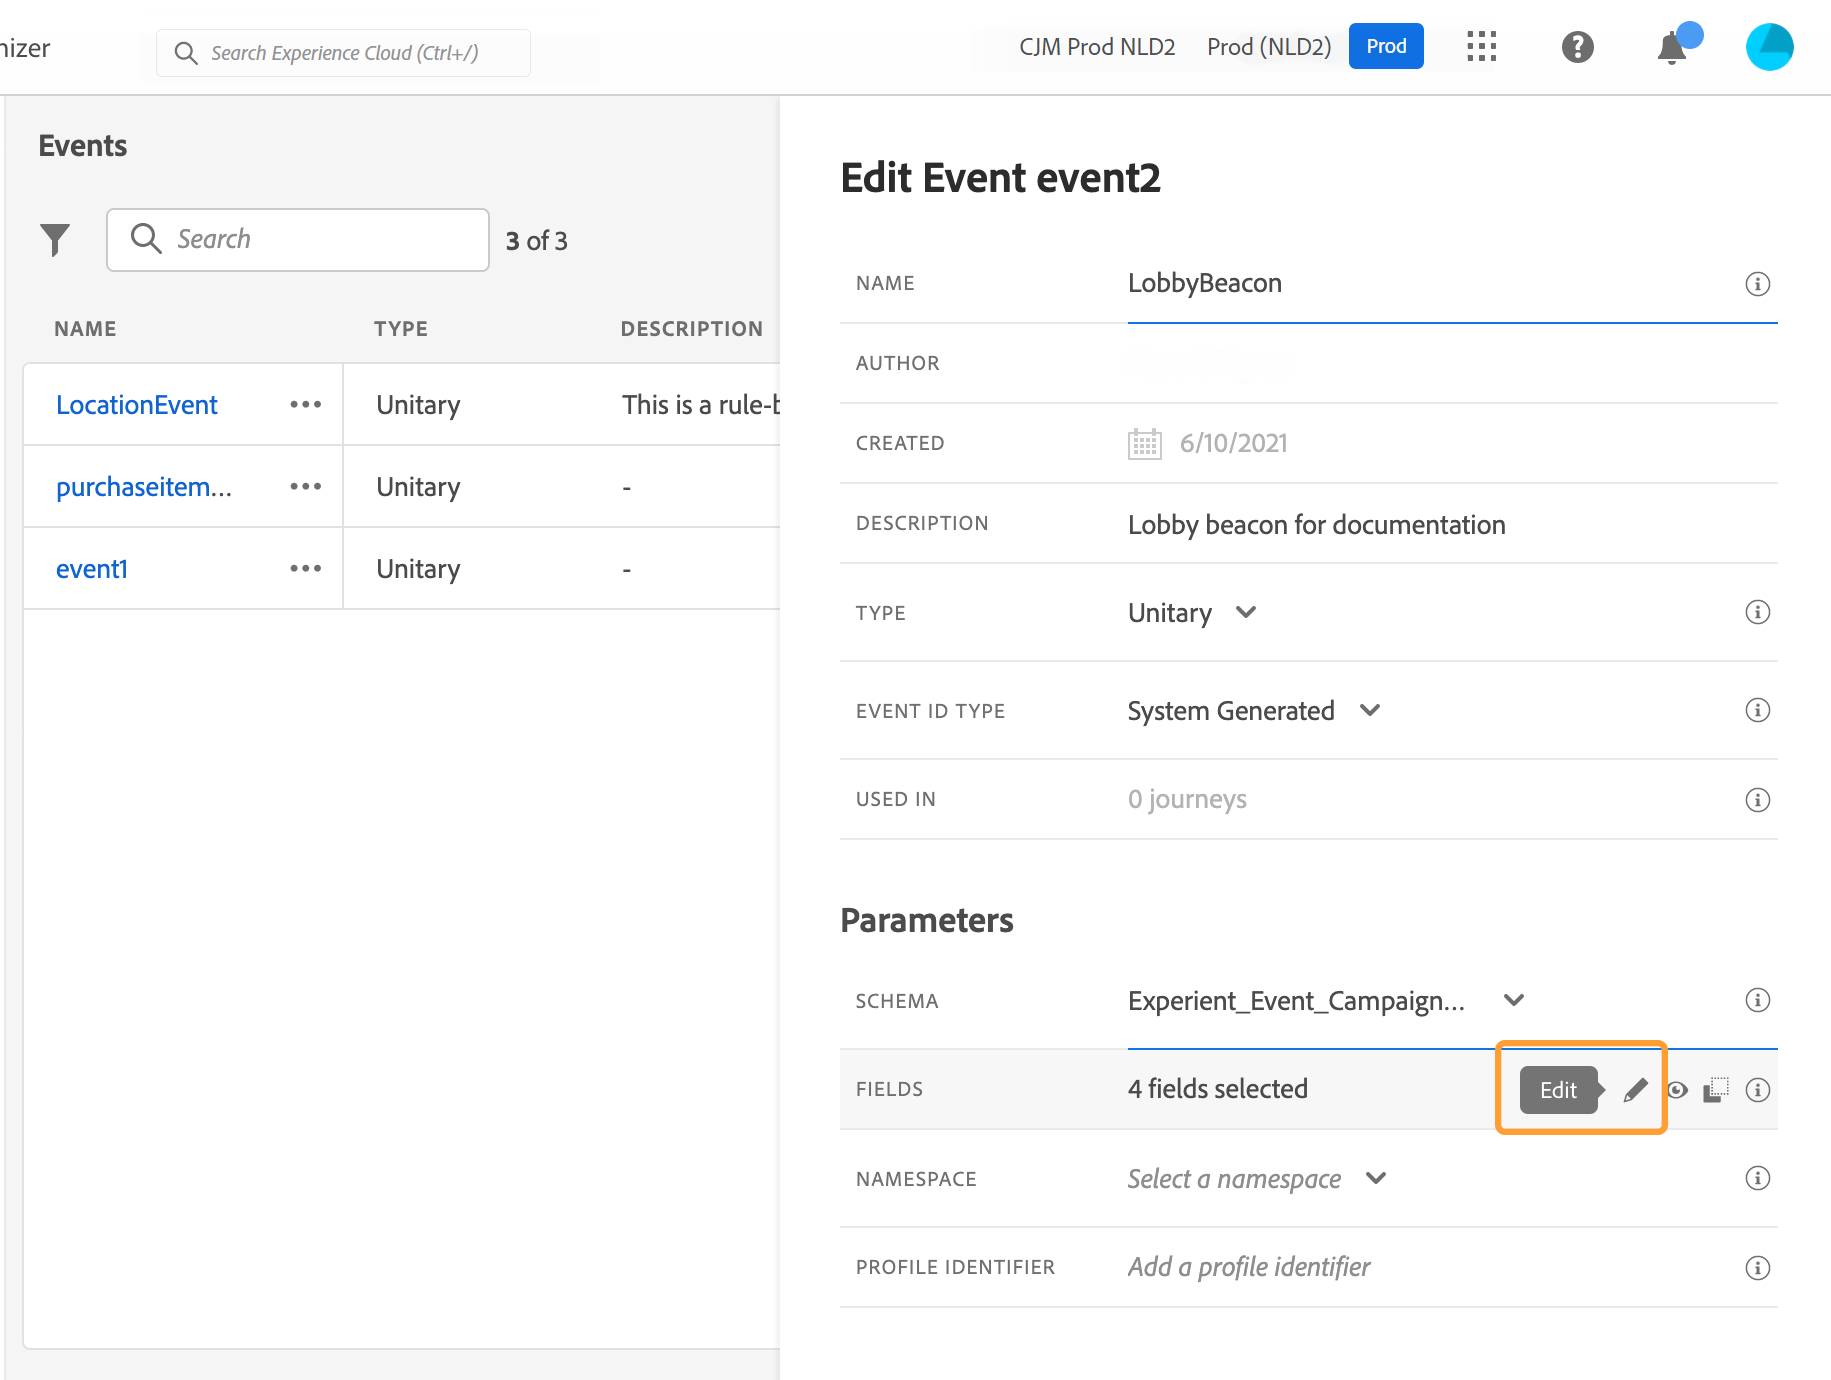 nizer
Search Experience Cloud (Ctrl+/)
CJM Prod NLD2
Prod (NLD2)
Prod
Events
Search
3 of 3
NAME TYPE DESCRIPTION
LocationEvent ••• Unitary This is a rule-b
purchaseitem... ••• Unitary -
event1 ••• Unitary -
Edit Event event2
NAME LobbyBeacon
AUTHOR
CREATED 6/10/2021
DESCRIPTION Lobby beacon for documentation
TYPE Unitary
EVENT ID TYPE System Generated
USED IN 0 journeys
Parameters
SCHEMA Experient_Event_Campaign...
FIELDS 4 fields selected Edit
NAMESPACE Select a namespace
PROFILE IDENTIFIER Add a profile identifier